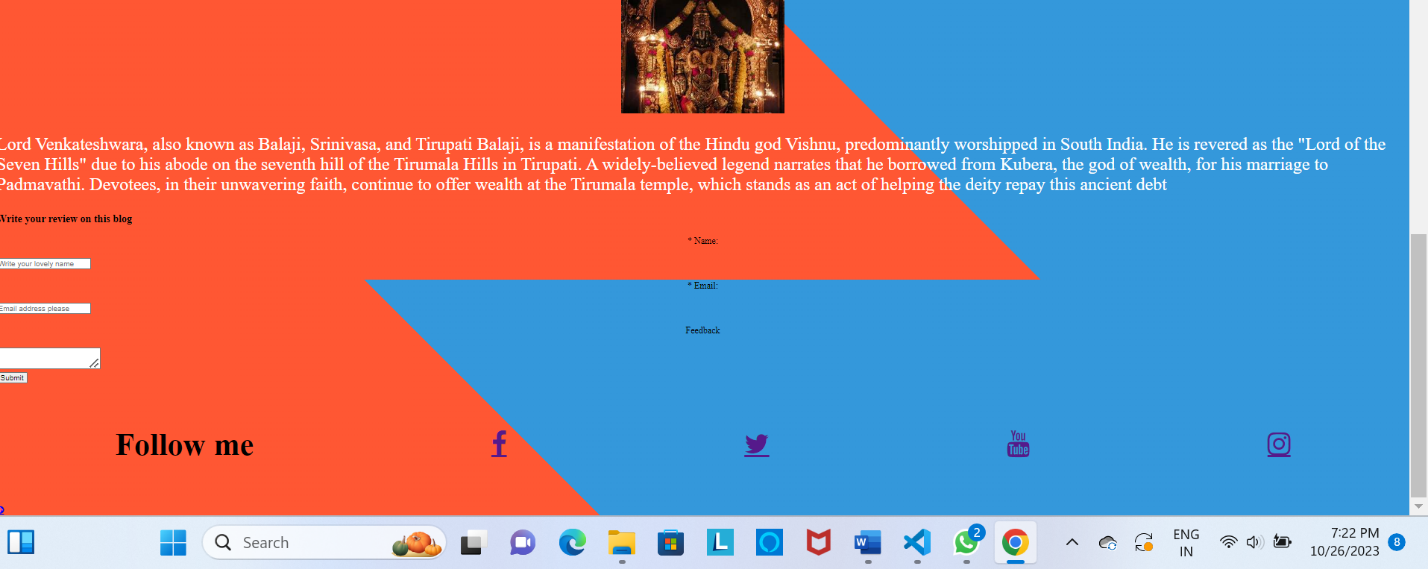 Lord Venkateshwara, also known as Balaji, Srinivasa, and Tirupati Balaji, is a manifestation of the Hindu god Vishnu, predominantly worshipped in South India. He is revered as the "Lord of the
Seven Hills" due to his abode on the seventh hill of the Tirumala Hills in Tirupati. A widely-believed legend narrates that he borrowed from Kubera, the god of wealth, for his marriage to
Padmavathi. Devotees, in their unwavering faith, continue to offer wealth at the Tirumala temple, which stands as an act of helping the deity repay this ancient debt
Write your review on this blog
* Name:
Write your lovely name
* Email:
Email address please
Feedback
Submit
Follow me
You
Tube
Search
L
W
2
ENG
IN
7:22 PM
10/26/2023
8